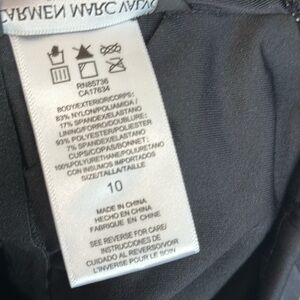 CARMEN MARC VALVO
RN85736
CA17634
BODY/EXTERIOR/CORPS:
83% NYLON/POLIAMIDA/
17% SPANDEX/ELASTANO
LINING/FORRO/DOUBLURE:
93% POLYESTER/POLIESTER
7% SPANDEX/ELASTANO
CUPS/COPAS/BONNET:
100%POLYURETHANE/POLIURETANO
CON INSUMOS IMPORTADOS
SIZE/TALLA/TAILLE
10
MADE IN CHINA
HECHO EN CHINA
FABRIQUE EN CHINE
SEE REVERSE FOR CARE/
INSTRUCCIONES DE
CUIDADO AL REVERSO/VOIR
L'INVERSE POUR LE SOIN